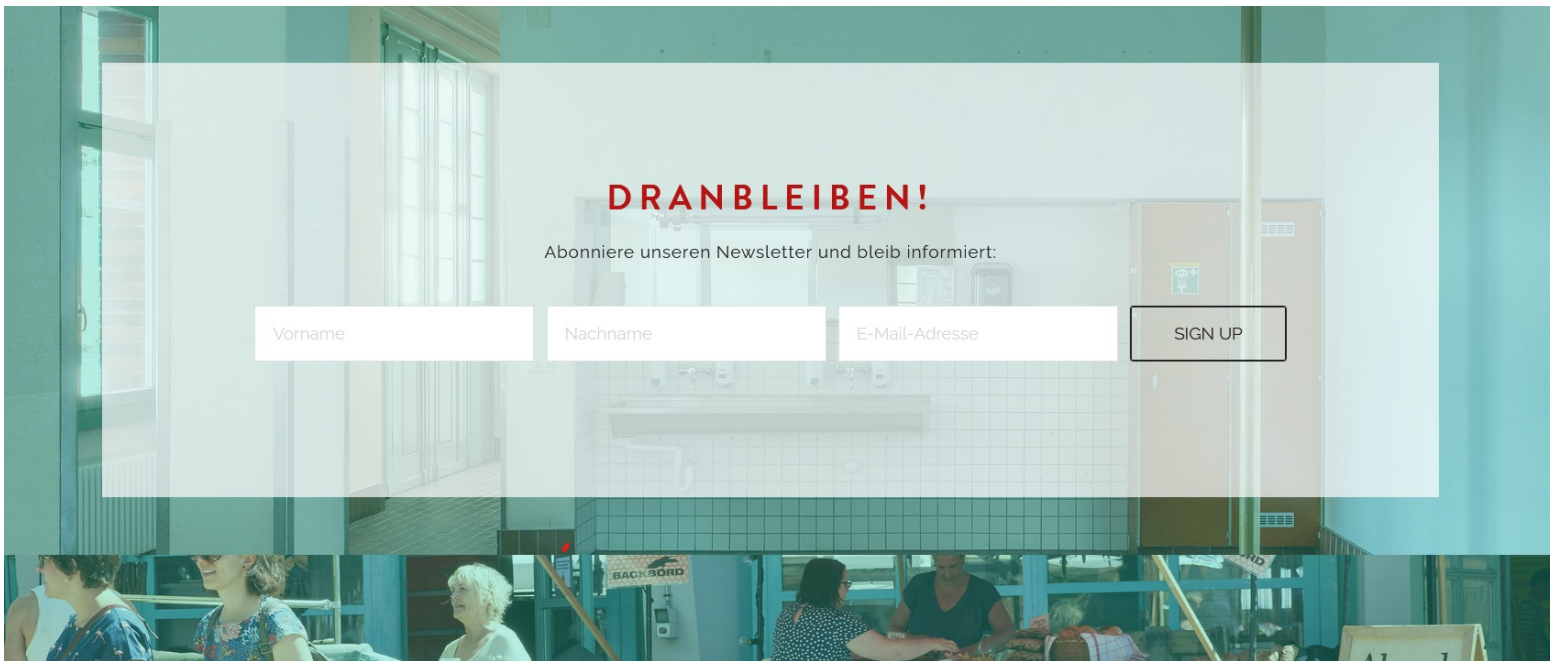 DRANBLEIBEN!
Abonniere unseren Newsletter und bleib informiert:
Vorname
Nachname
E-Mail-Adresse
SIGN UP
BACKBORD